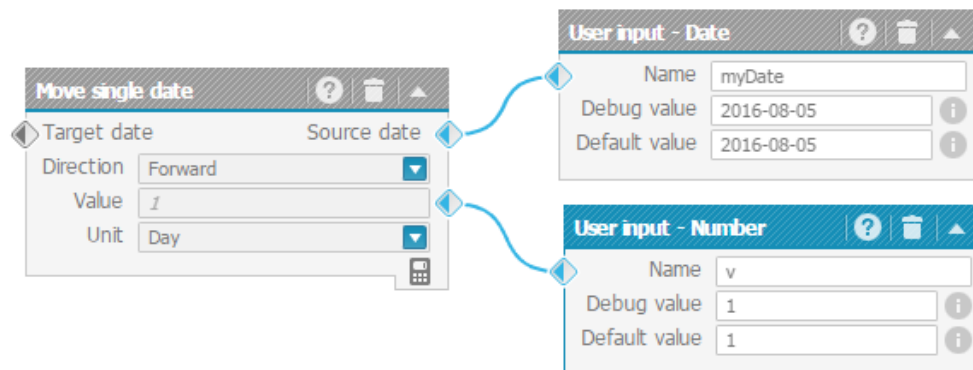 Move single date
Target date Source date
Direction Forward
Value 1
Unit Day
User input - Date
Name myDate
Debug value 2016-08-05
Default value 2016-08-05
User input - Number
Name v
Debug value 1
Default value 1